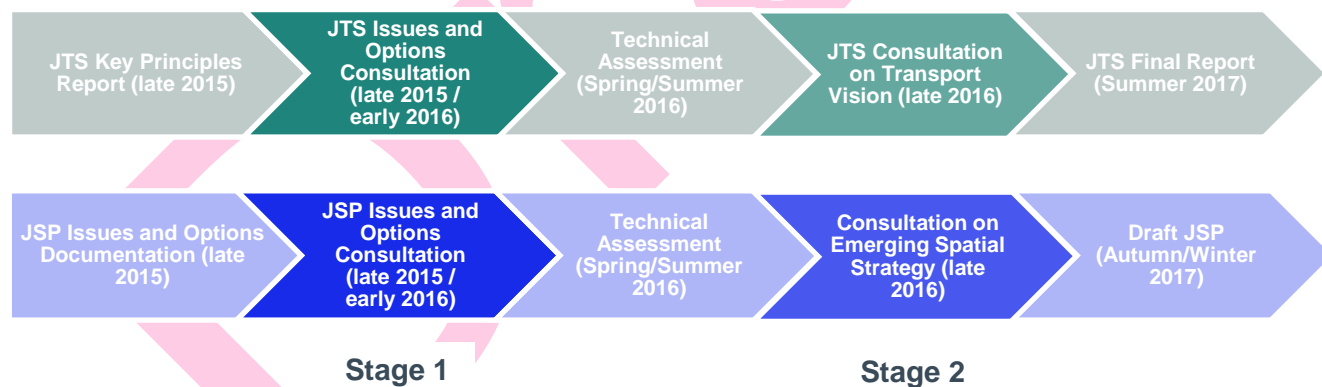 JTS Key Principles
Report (late 2015)
JTS Issues and
Options
Consultation
(late 2015 /
early 2016)
Technical
Assessment
(Spring/Summer
2016)
JTS Consultation
on Transport
Vision (late 2016)
JTS Final Report
(Summer 2017)
JSP Issues and Options
Documentation (late
2015)
JSP Issues and
Options
Consultation
(late 2015 /
early 2016)
Technical
Assessment
(Spring/Summer
2016)
Consultation on
Emerging Spatial
Strategy (late
2016)
Draft JSP
(Autumn/Winter
2017)
Stage 1
Stage 2